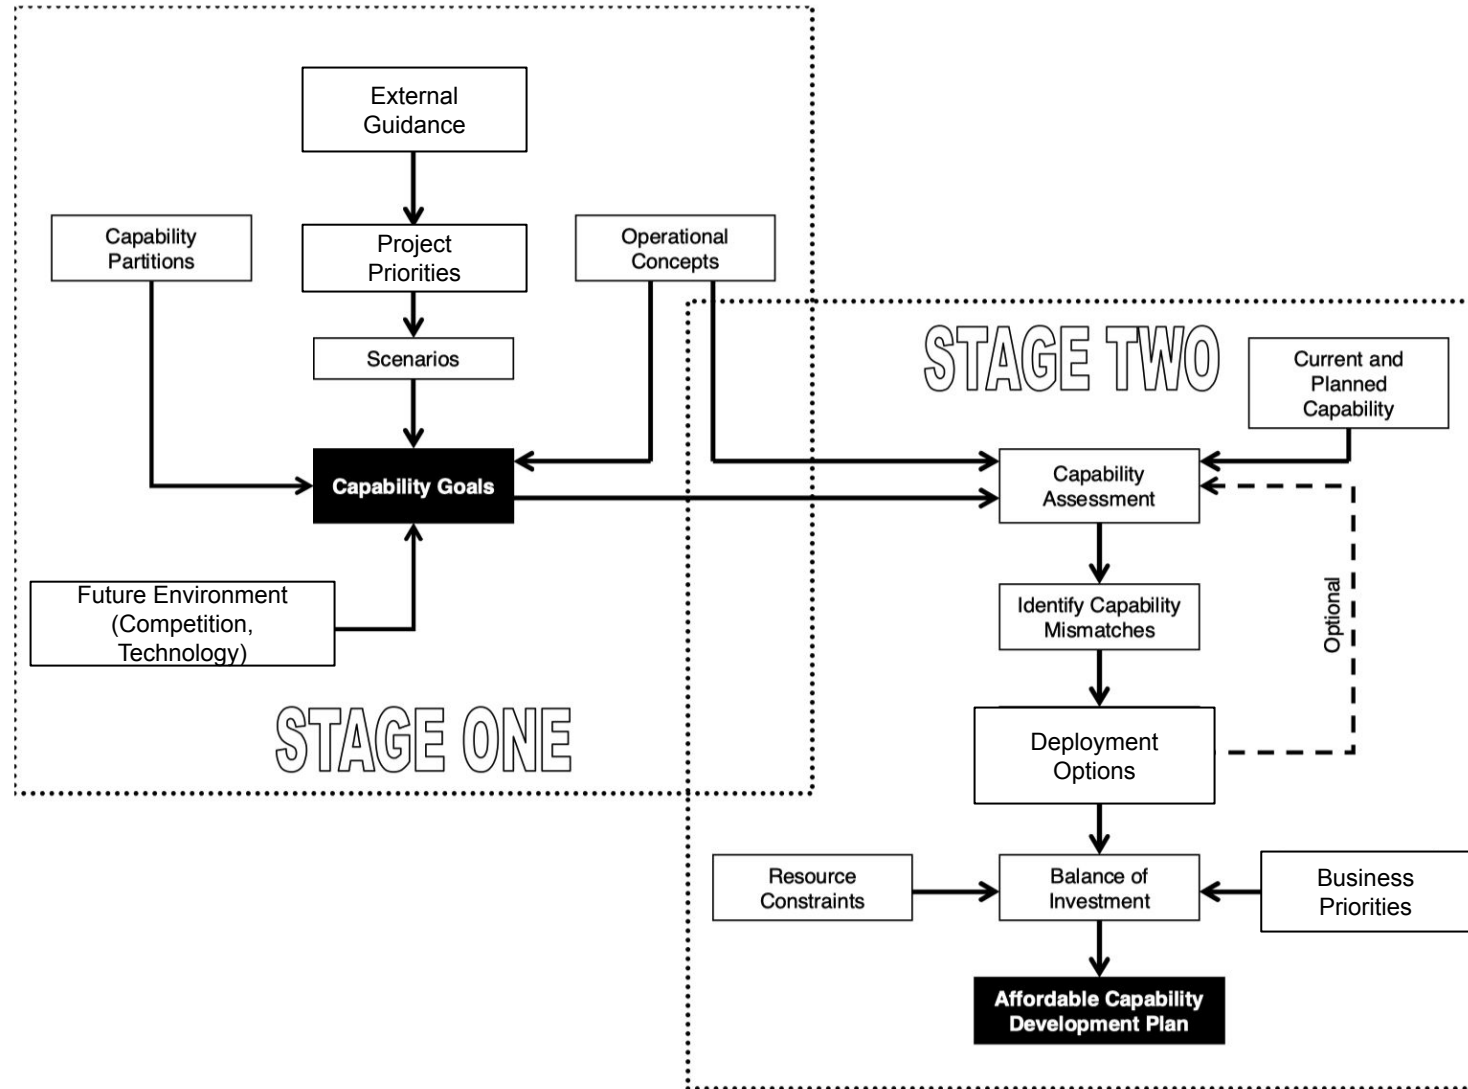 External
Guidance
Capability
Partitions
Project
Priorities
Operational
Concepts
Scenarios
STAGE TWO
Current and
Planned
Capability
Capability Goals
Capability
Assessment
Future Environment
(Competition,
Technology)
Identify Capability
Mismatches
Optional
STAGE ONE
Deployment
Options
Resource
Constraints
Balance of
Investment
Business
Priorities
Affordable Capability
Development Plan